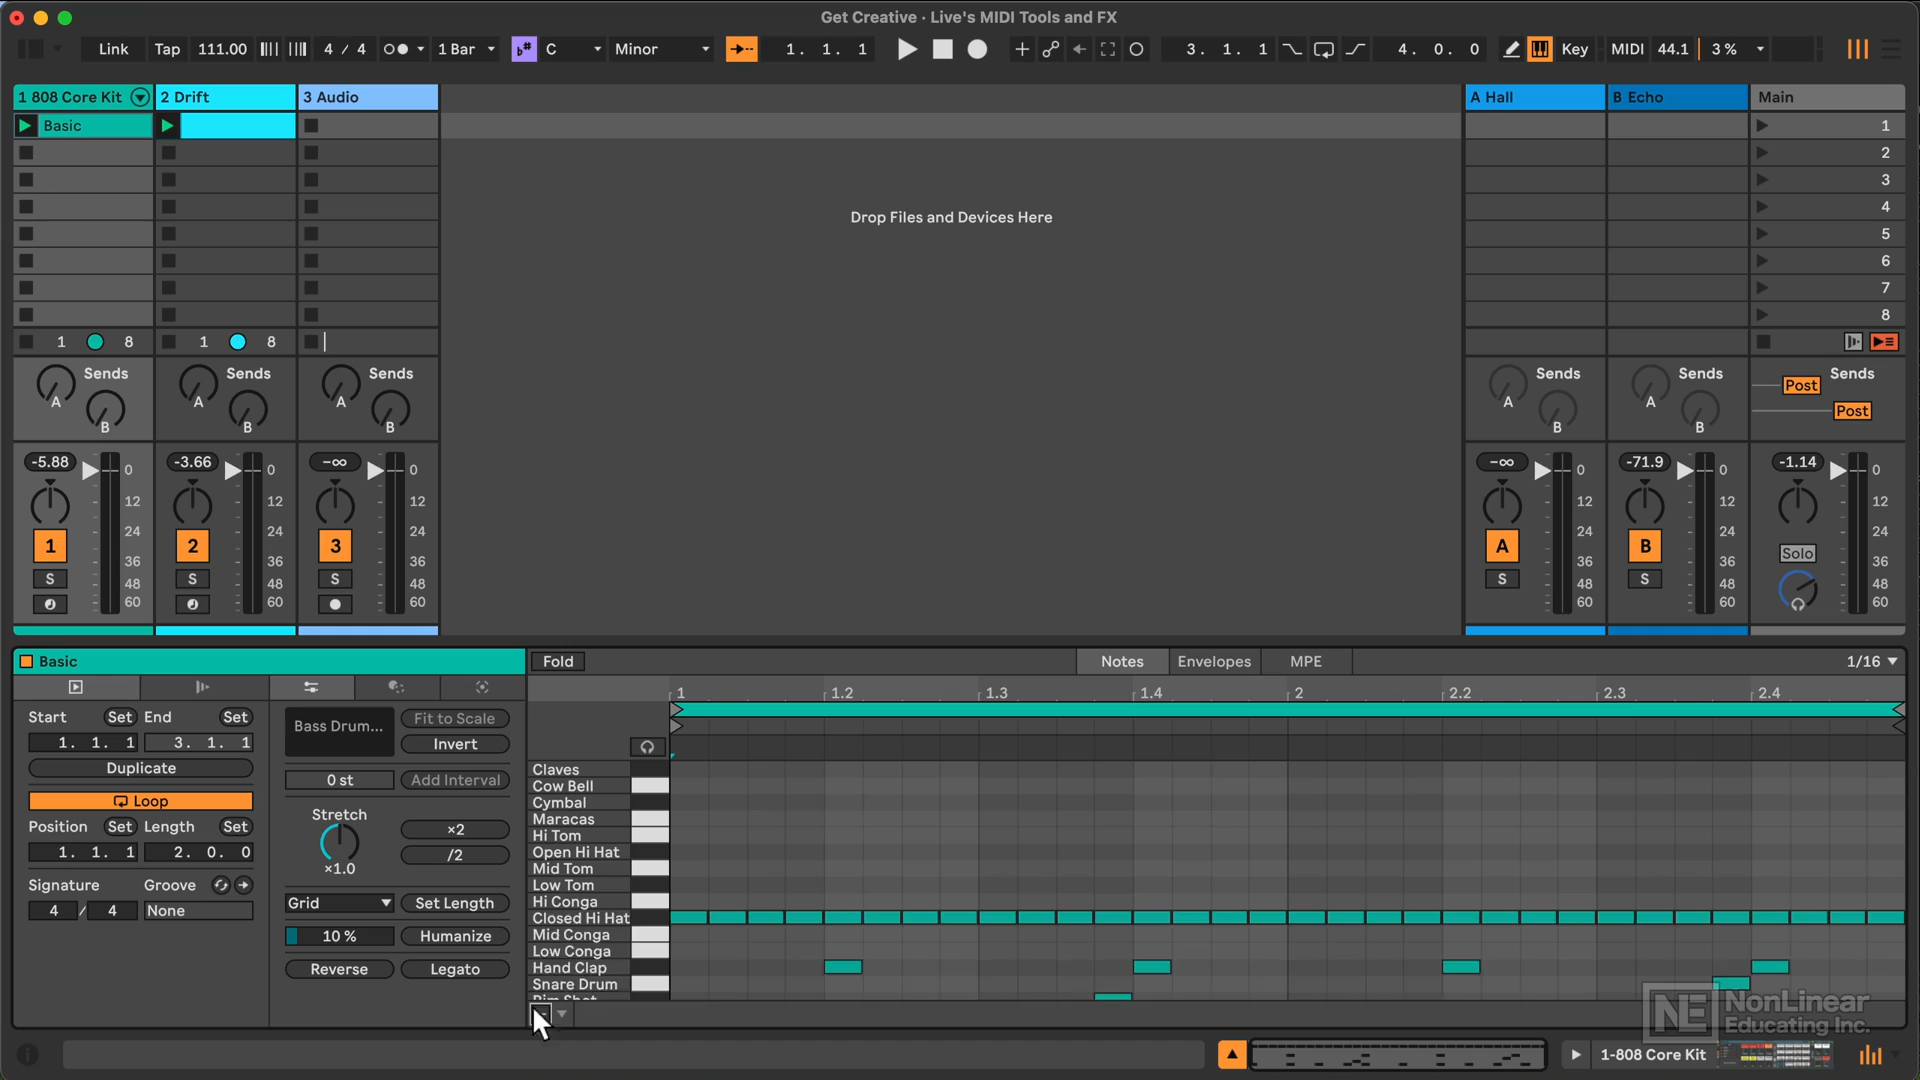 Get Creative · Live's MIDI Tools and FX
Link Tap 111.00 4 / 4 1 Bar C Minor 1. 1. 1 3. 1. 1 4. 0. 0 Key MIDI 44.1 3 %
1 808 Core Kit 2 Drift 3 Audio A Hall B Echo Main
Basic 1
2
3
4
Drop Files and Devices Here
5
6
7
8
1 8 1 8
Sends Sends Sends Sends Sends Sends
A A A A A Post
B B B B B Post
-5.88 -3.66 -∞ -∞ -71.9 -1.14
0 0 0 0 0 0
12 12 12 12 12 12
24 24 24 24 24 24
1 2 3 A B Solo
36 36 36 36 36 36
S S S S S
48 48 48 48 48 48
60 60 60 60 60 60
Basic Fold Notes Envelopes MPE 1/16
1 1.2 1.3 1.4 2 2.2 2.3 2.4
Start Set End Set Bass Drum... Fit to Scale
1. 1. 1 3. 1. 1 Invert
Duplicate 0 st Add Interval
Loop Stretch
Position Set Length Set ×2
1. 1. 1 2. 0. 0 /2
×1.0
Signature Groove
4 / 4 None Grid Set Length
10 % Humanize
Reverse Legato
Claves
Cow Bell
Cymbal
Maracas
Hi Tom
Open Hi Hat
Mid Tom
Low Tom
Hi Conga
Closed Hi Hat
Mid Conga
Low Conga
Hand Clap
Snare Drum
NE NonLinear
Educating Inc.
1-808 Core Kit